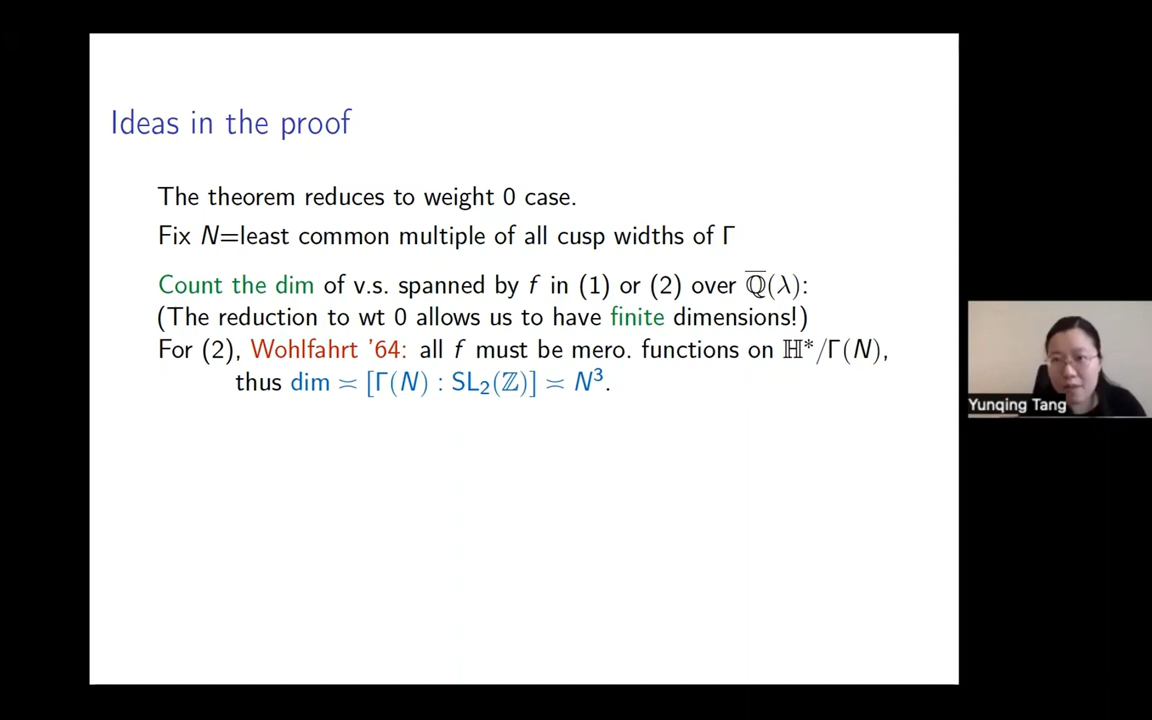 Ideas in the proof
The theorem reduces to weight 0 case.
Fix N=least common multiple of all cusp widths of Γ
Count the dim of v.s. spanned by f in (1) or (2) over ℚ̅(λ):
(The reduction to wt 0 allows us to have finite dimensions!)
For (2), Wohlfahrt '64: all f must be mero. functions on ℍ*/Γ(N),
thus dim ≍ [Γ(N) : SL₂(ℤ)] ≍ N³.
Yunqing Tang